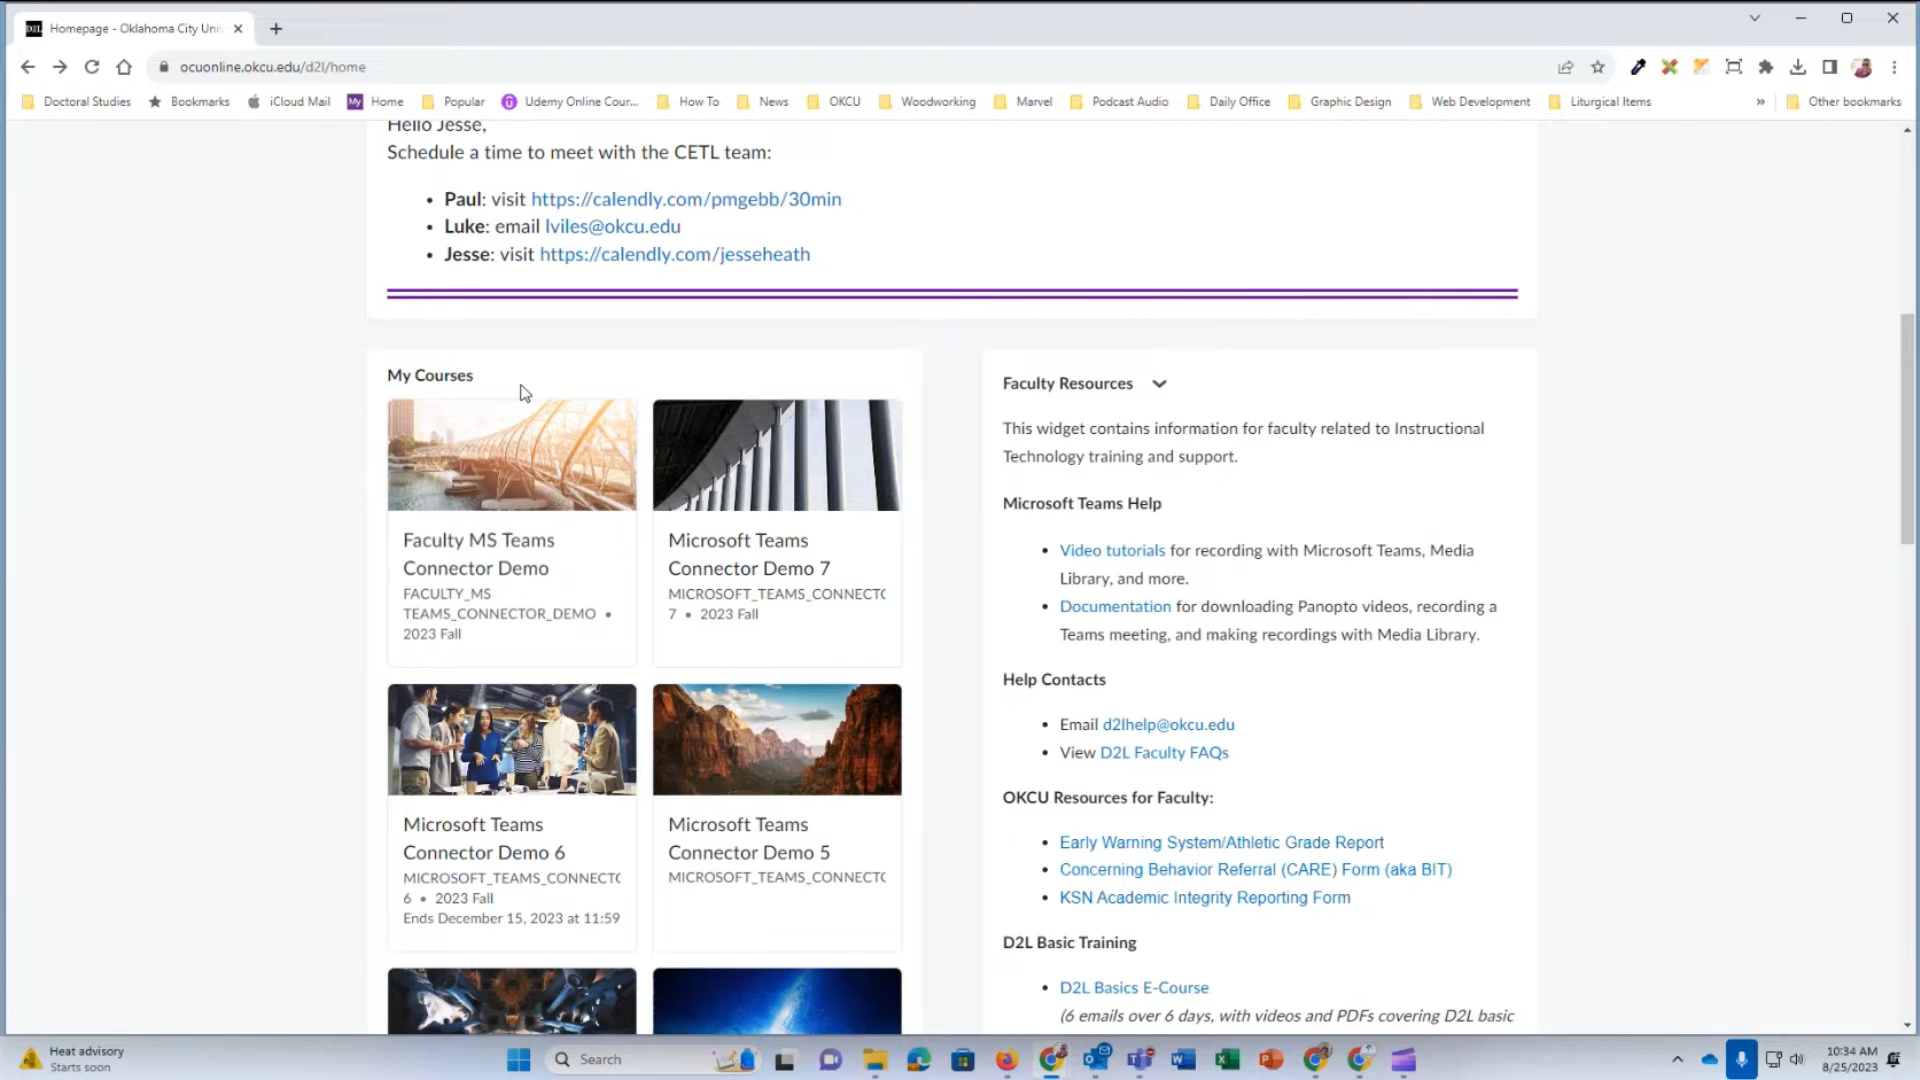 Homepage - Oklahoma City Uni
ocuonline.okcu.edu/d2l/home
Doctoral Studies
Bookmarks
iCloud Mail
My Home
Popular
Udemy Online Cour...
How To
News
OKCU
Woodworking
Marvel
Podcast Audio
Daily Office
Graphic Design
Web Development
Liturgical Items
»
Other bookmarks
Hello Jesse,
Schedule a time to meet with the CETL team:
• Paul: visit https://calendly.com/pmgebb/30min
• Luke: email lviles@okcu.edu
• Jesse: visit https://calendly.com/jesseheath
My Courses
Faculty MS Teams
Connector Demo
FACULTY_MS
TEAMS_CONNECTOR_DEMO •
2023 Fall
Microsoft Teams
Connector Demo 7
MICROSOFT_TEAMS_CONNECTO
7 • 2023 Fall
Microsoft Teams
Connector Demo 6
MICROSOFT_TEAMS_CONNECTO
6 • 2023 Fall
Ends December 15, 2023 at 11:59
Microsoft Teams
Connector Demo 5
MICROSOFT_TEAMS_CONNECTO
Faculty Resources
This widget contains information for faculty related to Instructional
Technology training and support.
Microsoft Teams Help
• Video tutorials for recording with Microsoft Teams, Media
Library, and more.
• Documentation for downloading Panopto videos, recording a
Teams meeting, and making recordings with Media Library.
Help Contacts
• Email d2lhelp@okcu.edu
• View D2L Faculty FAQs
OKCU Resources for Faculty:
• Early Warning System/Athletic Grade Report
• Concerning Behavior Referral (CARE) Form (aka BIT)
• KSN Academic Integrity Reporting Form
D2L Basic Training
• D2L Basics E-Course
(6 emails over 6 days, with videos and PDFs covering D2L basic
Heat advisory
Starts soon
Search
10:34 AM
8/25/2023